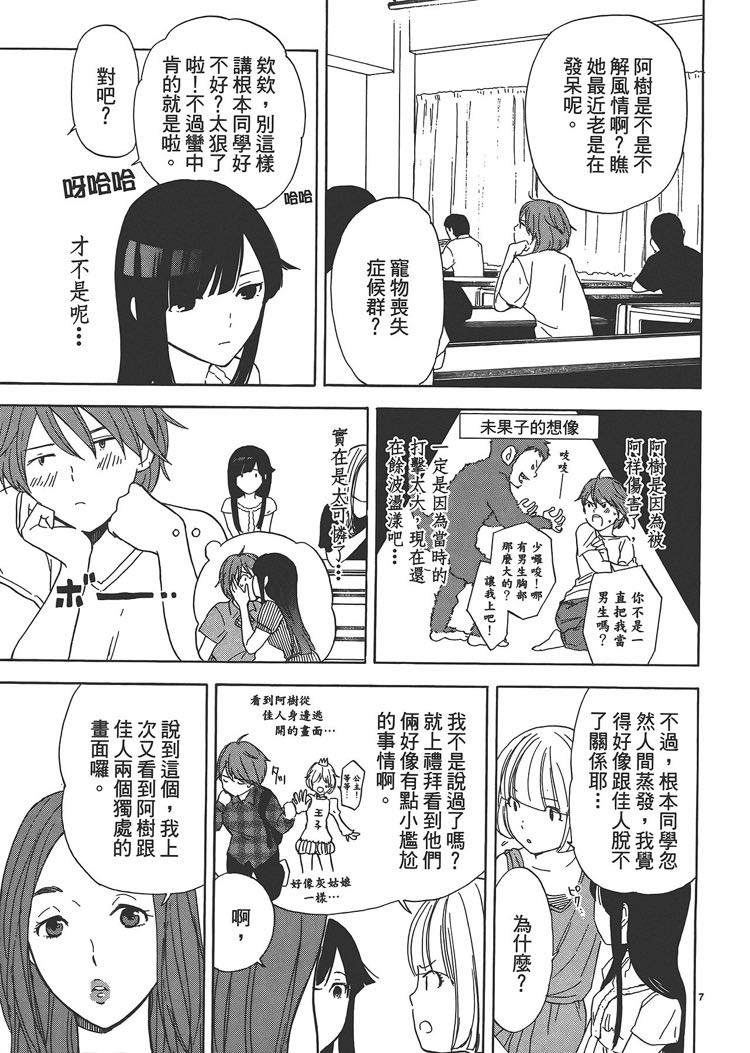 阿樹是不是不
解風情啊？瞧
她最近老是在
發呆呢。
寵物喪失
症候群？
欸欸，別這樣
講根本同學好
不好？太狠了
啦！不過蠻中
肯的就是啦。
對吧？
哈哈
呀哈哈
才不是呢…
未果子的想像
阿樹是因為被
阿祥傷害了，
你不是一
直把我當
男生嗎？
吱吱——
少囉唆！哪
有男生胸部
那麼大的？
讓我上吧！
一定是因為當時的
打擊太大，現在還
在餘波盪漾吧…
實在是太可憐了…
ボー…
不過，根本同學忽
然人間蒸發，我覺
得好像跟佳人脫不
了關係耶…
ピク…
為什麼？
我不是說過了嗎？
就上禮拜看到他們
倆好像有點小尷尬
的事情啊。
看到阿樹從
佳人身邊逃
開的畫面…
公主！
等等…
王子
好像灰姑娘
一樣…
啊，
說到這個，我上
次又看到阿樹跟
佳人兩個獨處的
畫面囉。
7